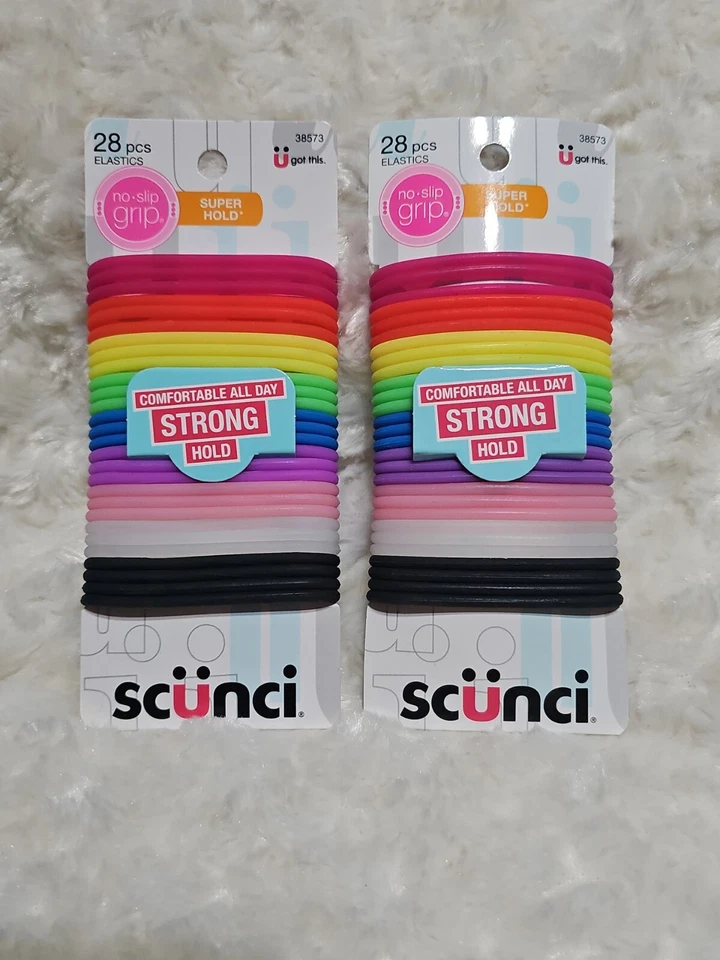 28 pcs
ELASTICS
38573
Ü got this.
no·slip
grip®
SUPER
HOLD*
COMFORTABLE ALL DAY
STRONG
HOLD
scünci®
28 pcs
ELASTICS
38573
Ü got this.
no·slip
grip®
SUPER
HOLD*
COMFORTABLE ALL DAY
STRONG
HOLD
scünci®